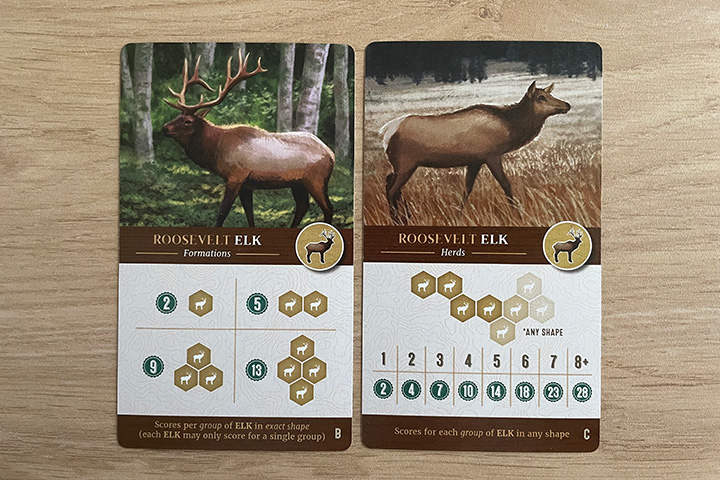 ROOSEVELT ELK
Formations
2
5
9
13
Scores per group of ELK in exact shape
(each ELK may only score for a single group)
B
ROOSEVELT ELK
Herds
*ANY SHAPE
1 2 3 4 5 6 7 8+
2 4 7 10 14 18 23 28
Scores for each group of ELK in any shape
C